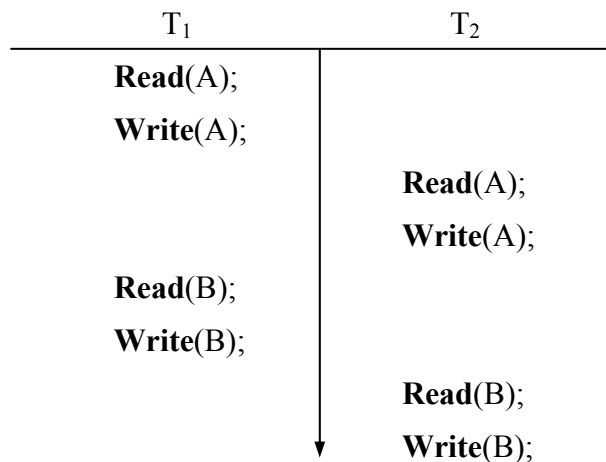 T₁ T₂
Read(A);
Write(A);
Read(A);
Write(A);
Read(B);
Write(B);
Read(B);
Write(B);